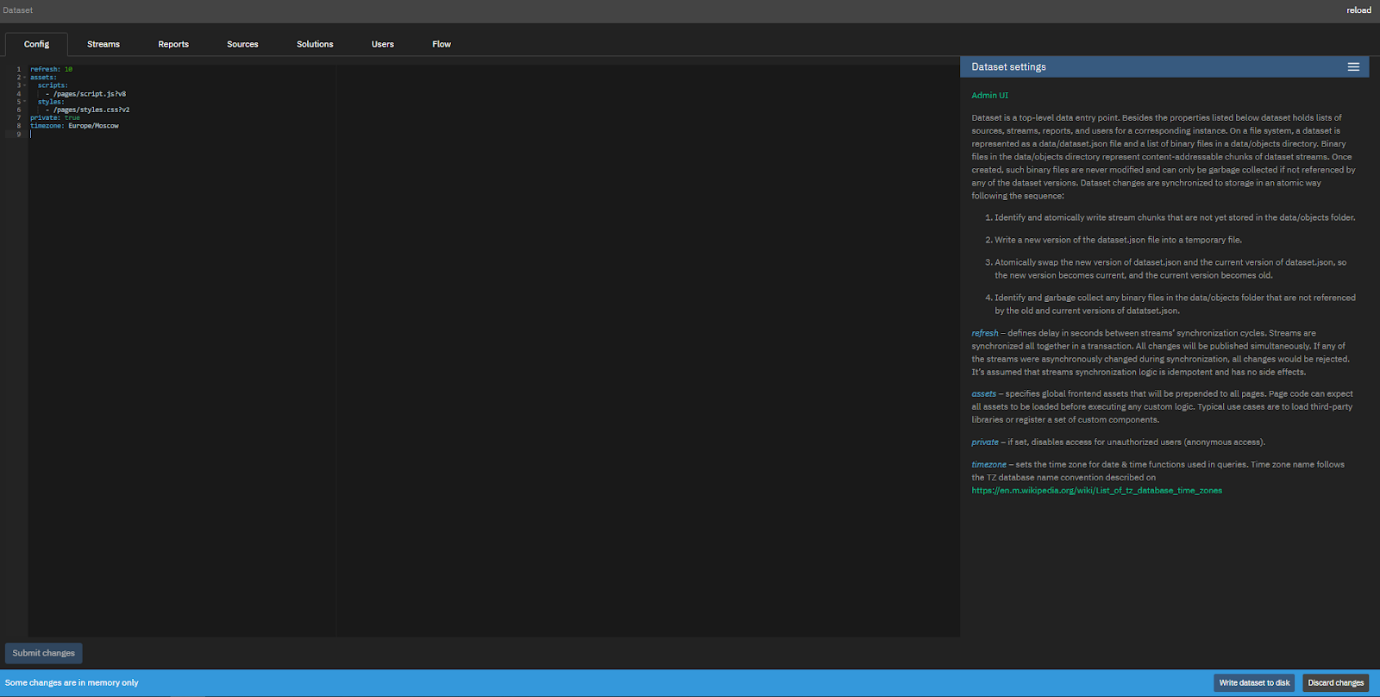 Dataset
reload
Config
Streams
Reports
Sources
Solutions
Users
Flow
1 refresh: 10
2 assets:
3 scripts:
4 - /pages/script.js?v8
5 styles:
6 - /pages/styles.css?v2
7 private: true
8 timezone: Europe/Moscow
9
Dataset settings
Admin UI
Dataset is a top-level data entry point. Besides the properties listed below dataset holds lists of
sources, streams, reports, and users for a corresponding instance. On a file system, a dataset is
represented as a data/dataset.json file and a list of binary files in a data/objects directory. Binary
files in the data/objects directory represent content-addressable chunks of dataset streams. Once
created, such binary files are never modified and can only be garbage collected if not referenced by
any of the dataset versions. Dataset changes are synchronized to storage in an atomic way
following the sequence:
1. Identify and atomically write stream chunks that are not yet stored in the data/objects folder.
2. Write a new version of the dataset.json file into a temporary file.
3. Atomically swap the new version of dataset.json and the current version of dataset.json, so
the new version becomes current, and the current version becomes old.
4. Identify and garbage collect any binary files in the data/objects folder that are not referenced
by the old and current versions of datatset.json.
refresh – defines delay in seconds between streams' synchronization cycles. Streams are
synchronized all together in a transaction. All changes will be published simultaneously. If any of
the streams were asynchronously changed during synchronization, all changes would be rejected.
It's assumed that streams synchronization logic is idempotent and has no side effects.
assets – specifies global frontend assets that will be prepended to all pages. Page code can expect
all assets to be loaded before executing any custom logic. Typical use cases are to load third-party
libraries or register a set of custom components.
private – if set, disables access for unauthorized users (anonymous access).
timezone – sets the time zone for date & time functions used in queries. Time zone name follows
the TZ database name convention described on
https://en.m.wikipedia.org/wiki/List_of_tz_database_time_zones
Submit changes
Some changes are in memory only
Write dataset to disk
Discard changes